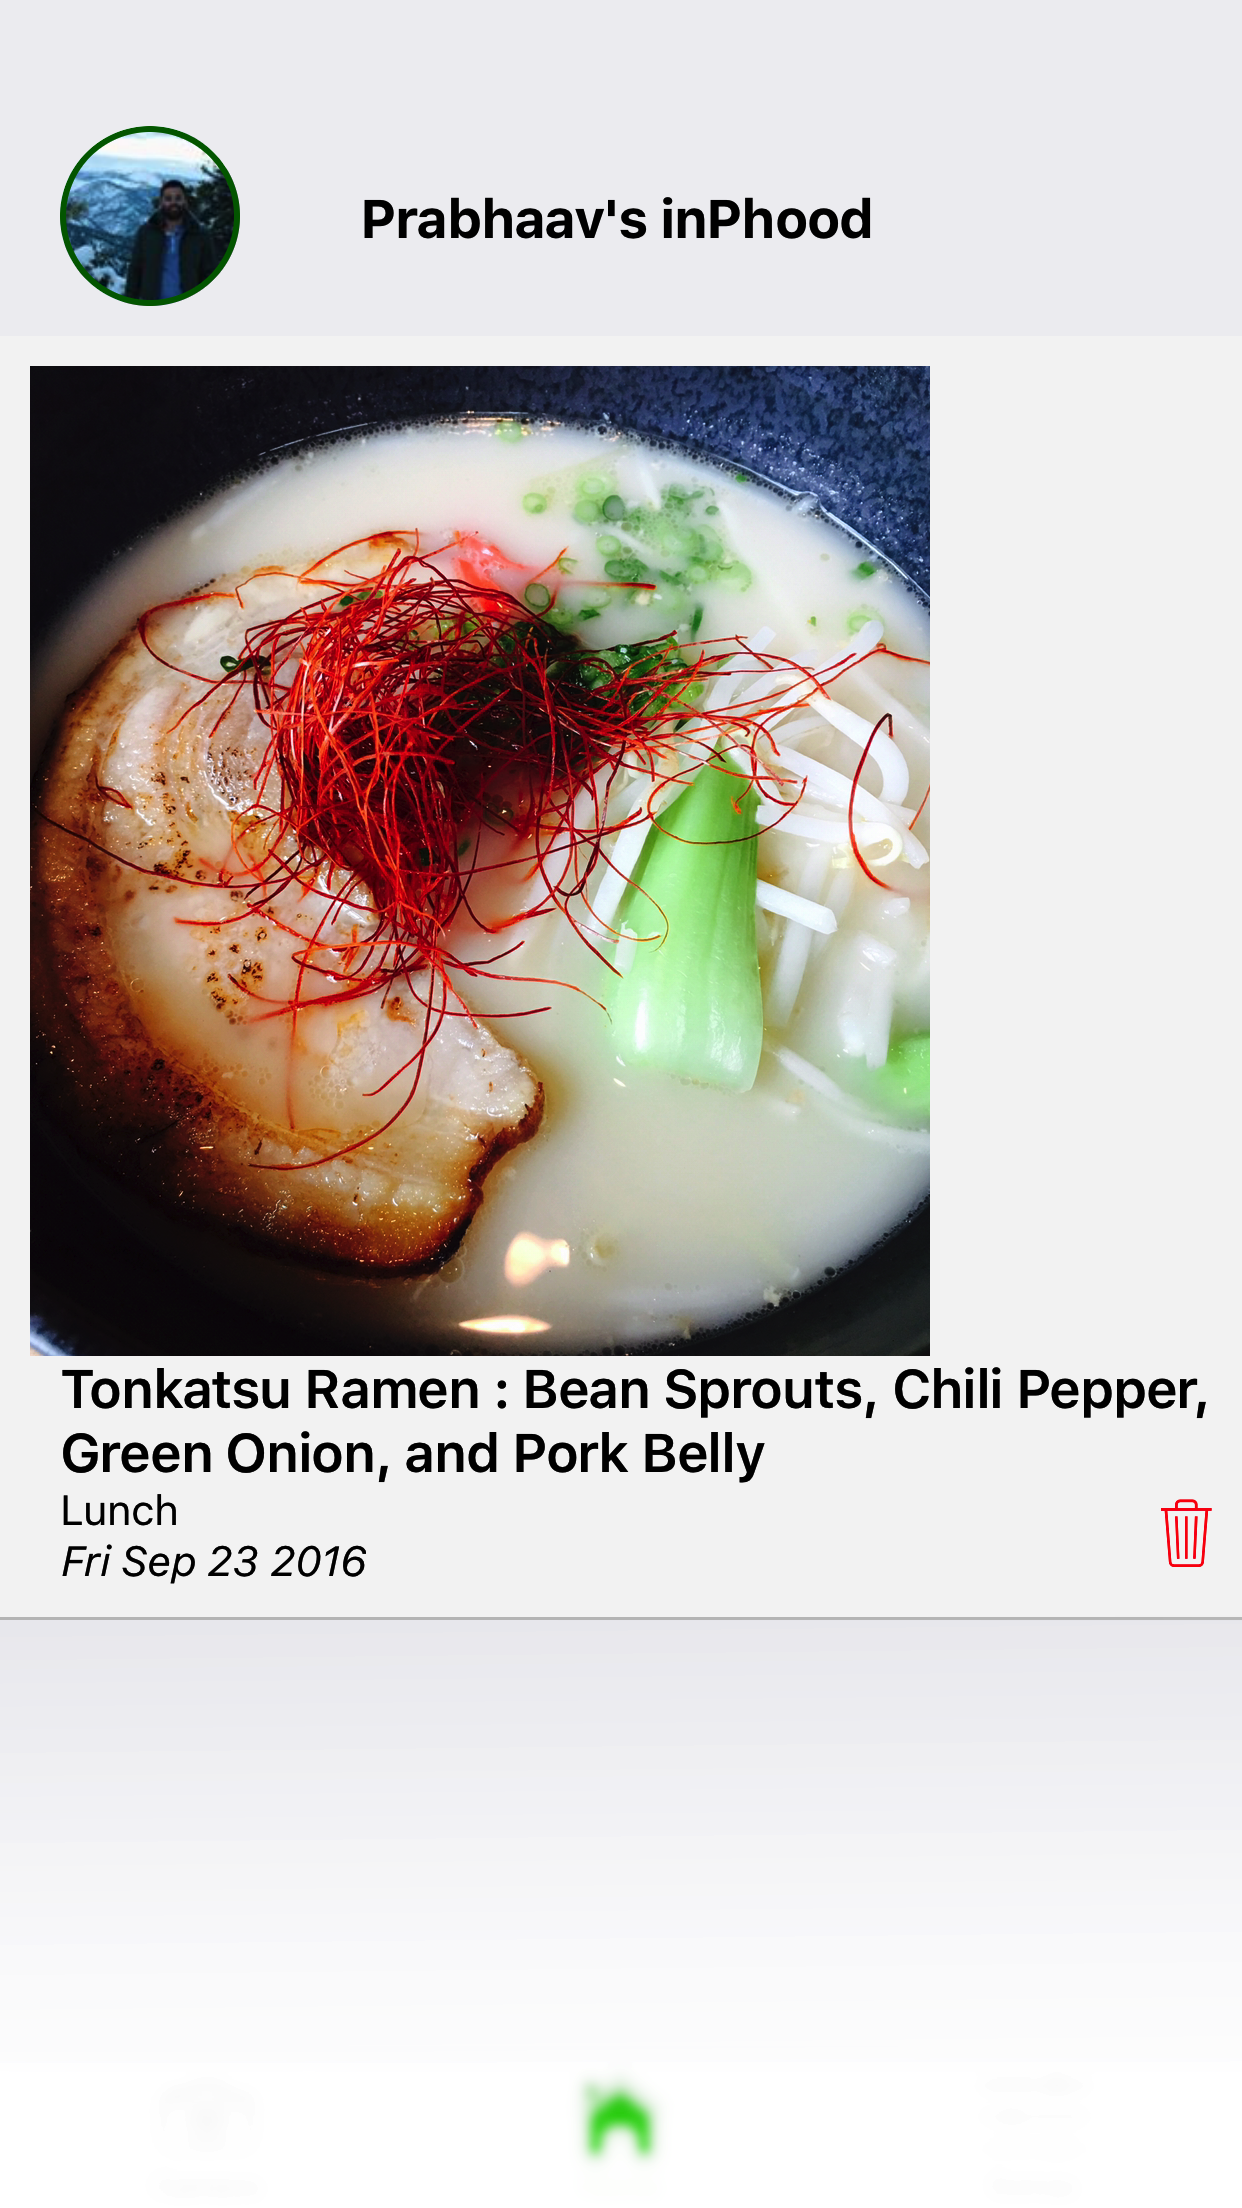 Prabhaav's inPhood
Tonkatsu Ramen : Bean Sprouts, Chili Pepper,
Green Onion, and Pork Belly
Lunch
Fri Sep 23 2016